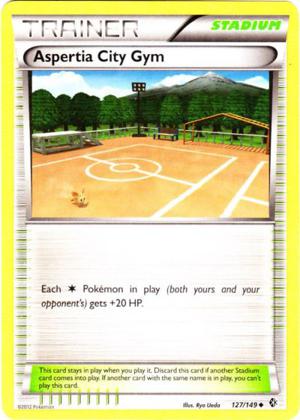 TRAINER
STADIUM
Aspertia City Gym
Each Pokémon in play (both yours and your
opponent's) gets +20 HP.
This card stays in play when you play it. Discard this card if another Stadium
card comes into play. If another card with the same name is in play, you can't
play this card.
©2012 Pokémon
Illus. Ryo Ueda
127/149